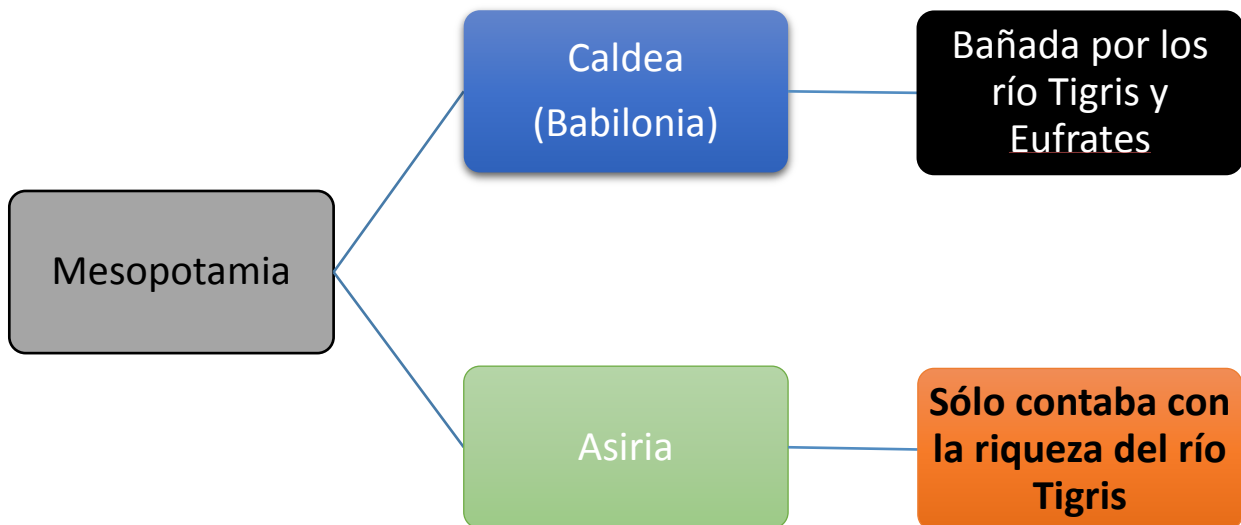 Mesopotamia
Caldea
(Babilonia)
Bañada por los
río Tigris y
Eufrates
Asiria
Sólo contaba con
la riqueza del río
Tigris